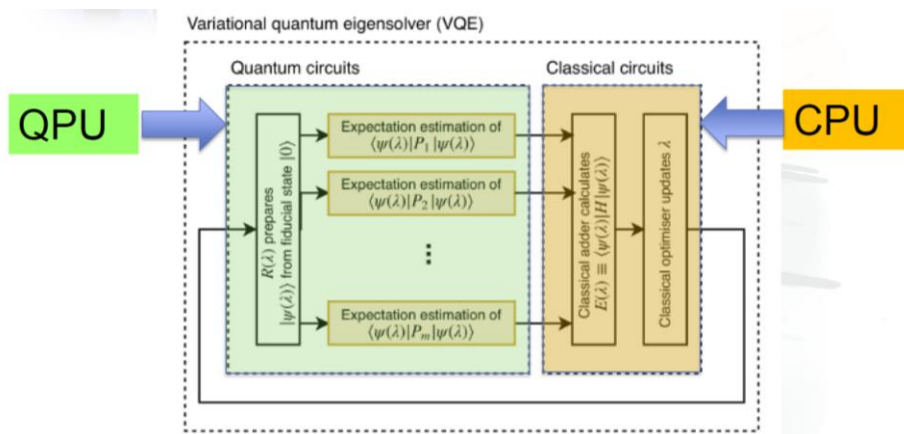 Variational quantum eigensolver (VQE)
Quantum circuits
Classical circuits
QPU
CPU
R(λ) prepares
|ψ(λ)⟩ from fiducial state |0⟩
Expectation estimation of
⟨ψ(λ)|P₁|ψ(λ)⟩
Expectation estimation of
⟨ψ(λ)|P₂|ψ(λ)⟩
...
Expectation estimation of
⟨ψ(λ)|Pₘ|ψ(λ)⟩
Classical adder calculates
E(λ) ≡ ⟨ψ(λ)|H|ψ(λ)⟩
Classical optimiser updates λ